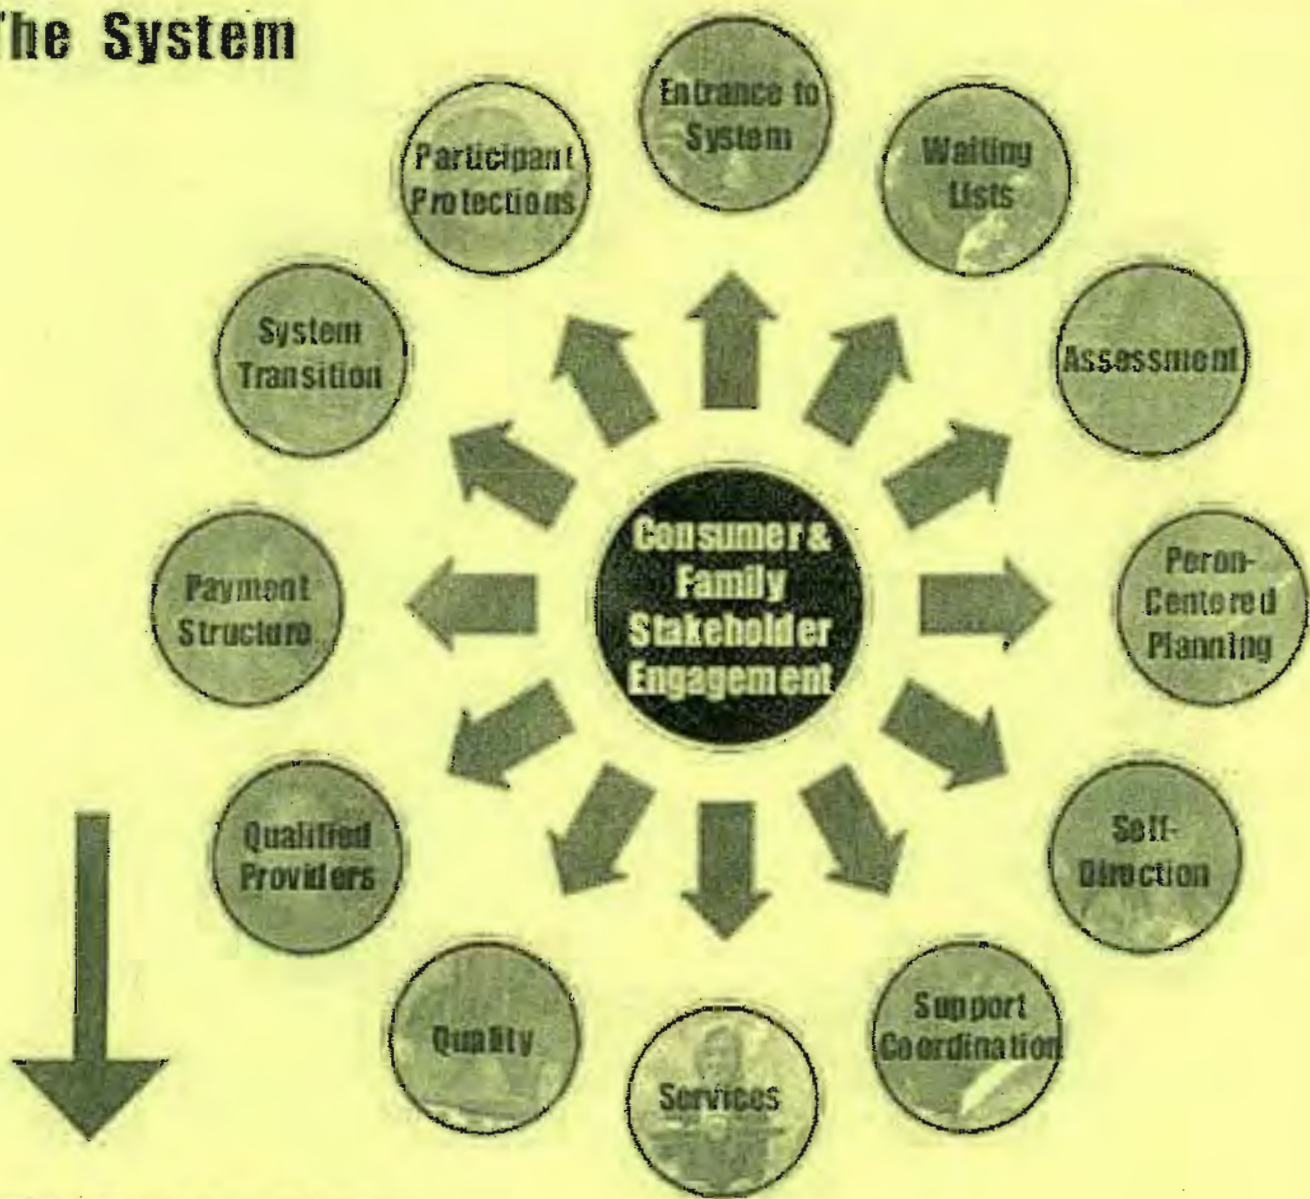 The System
Entrance to
System
Waiting
Lists
Assessment
Peron-
Centered
Planning
Self-
Direction
Support
Coordination
Services
Quality
Qualified
Providers
Payment
Structure
System
Transition
Participant
Protections
Consumer &
Family
Stakeholder
Engagement